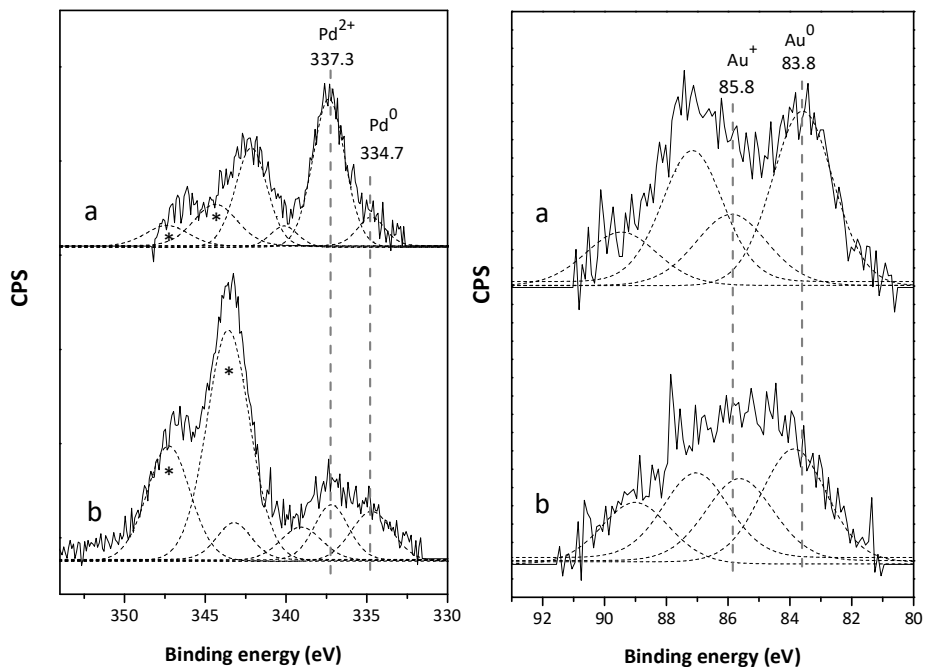 Pd2+
337.3
Pd0
334.7
a
*
*
b
*
*
CPS
350
345
340
335
330
Binding energy (eV)
Au+
85.8
Au0
83.8
a
b
CPS
92
90
88
86
84
82
80
Binding energy (eV)